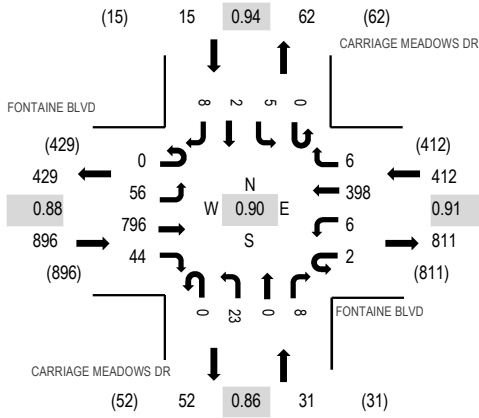 (15) 15 0.94 62 (62)
CARRIAGE MEADOWS DR
FONTAINE BLVD
8 2 5 0
(429) (412)
429 0 6 412
56 N 398
0.88 W 0.90 E 0.91
896 796 S 6 811
44 2
(896) (811)
0 23 0 8
FONTAINE BLVD
CARRIAGE MEADOWS DR
(52) 52 0.86 31 (31)